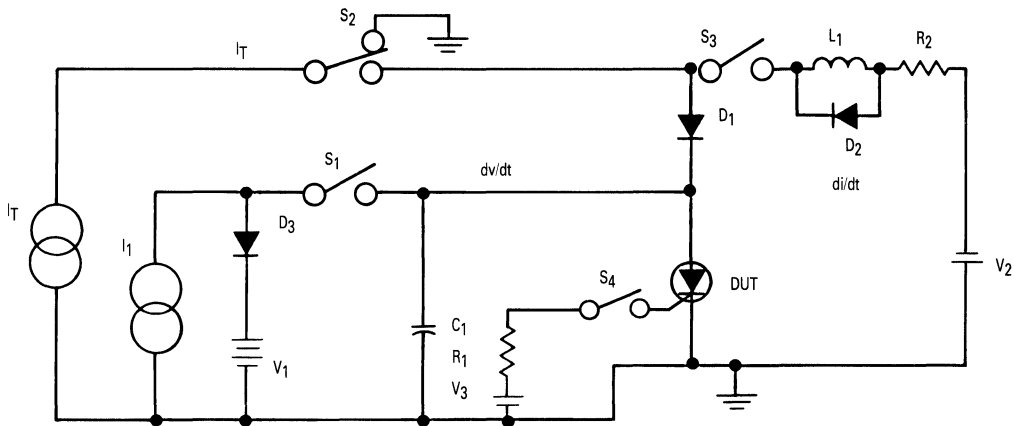 S2
IT
S3
L1
R2
D1
D2
di/dt
S1
dv/dt
IT
I1
D3
S4
DUT
V2
V1
C1
R1
V3